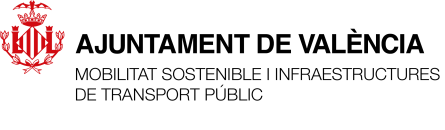 AJUNTAMENT DE VALÈNCIA
MOBILITAT SOSTENIBLE I INFRAESTRUCTURES
DE TRANSPORT PÚBLIC